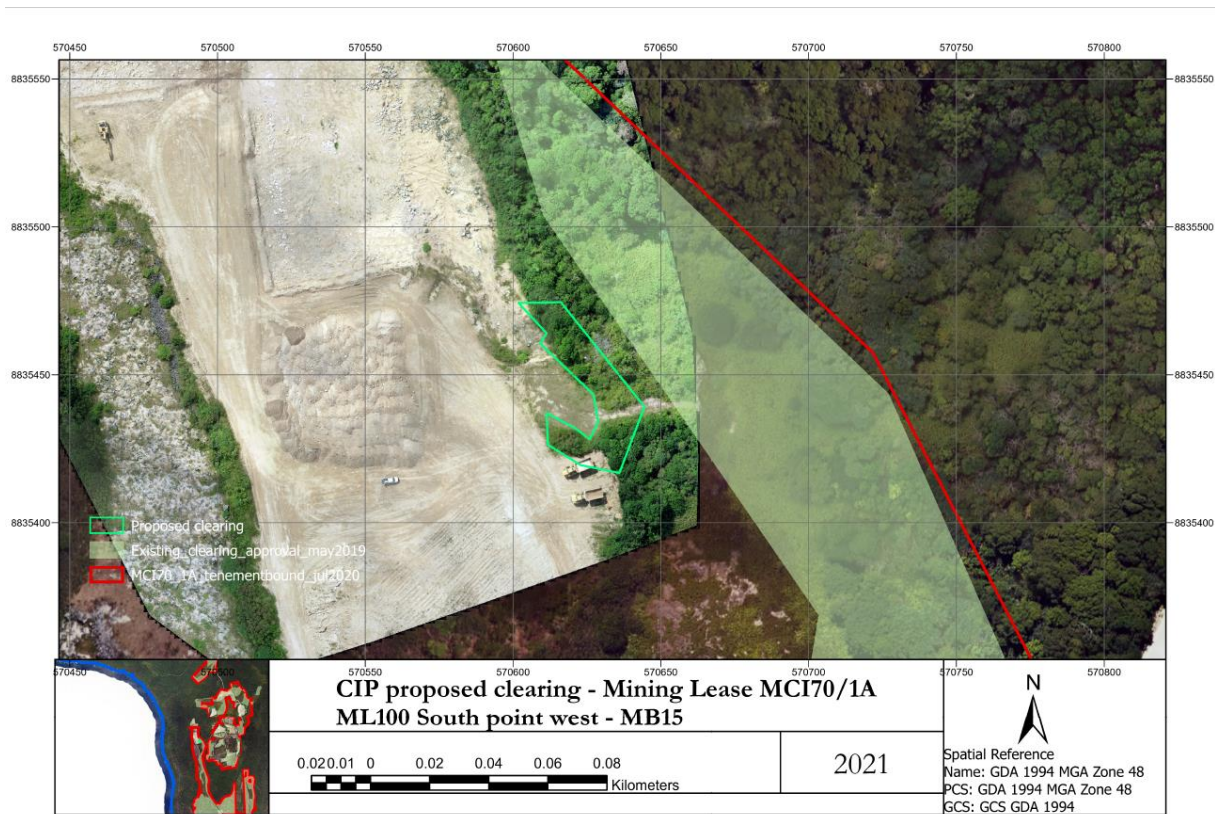 570450 570500 570550 570600 570650 570700 570750 570800
8835550 8835550
8835500 8835500
8835450 8835450
8835400 8835400
Proposed clearing
Existing_clearing_approval_may2019
MCI70_1A_tenementbound_jul2020
570450 570500 570550 570600 570650 570700 570750 570800
CIP proposed clearing - Mining Lease MCI70/1A
ML100 South point west - MB15
0.02 0.01 0 0.02 0.04 0.06 0.08
Kilometers
2021
N
Spatial Reference
Name: GDA 1994 MGA Zone 48
PCS: GDA 1994 MGA Zone 48
GCS: GCS GDA 1994